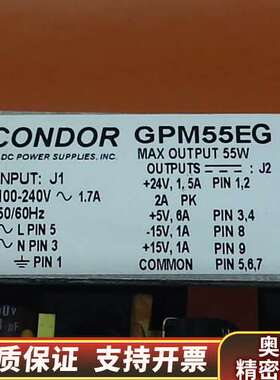 CONDOR GPM55EG
DC POWER SUPPLIES, INC. MAX OUTPUT 55W
INPUT: J1 OUTPUTS ⎓ : J2
100-240V ∿ 1.7A +24V, 1,5A PIN 1,2
50/60Hz 2A PK
∿ L PIN 5 +5V, 6A PIN 3,4
∿ N PIN 3 -15V, 1A PIN 8
⏚ PIN 1 +15V, 1A PIN 9
COMMON PIN 5,6,7
质保证 支持开票